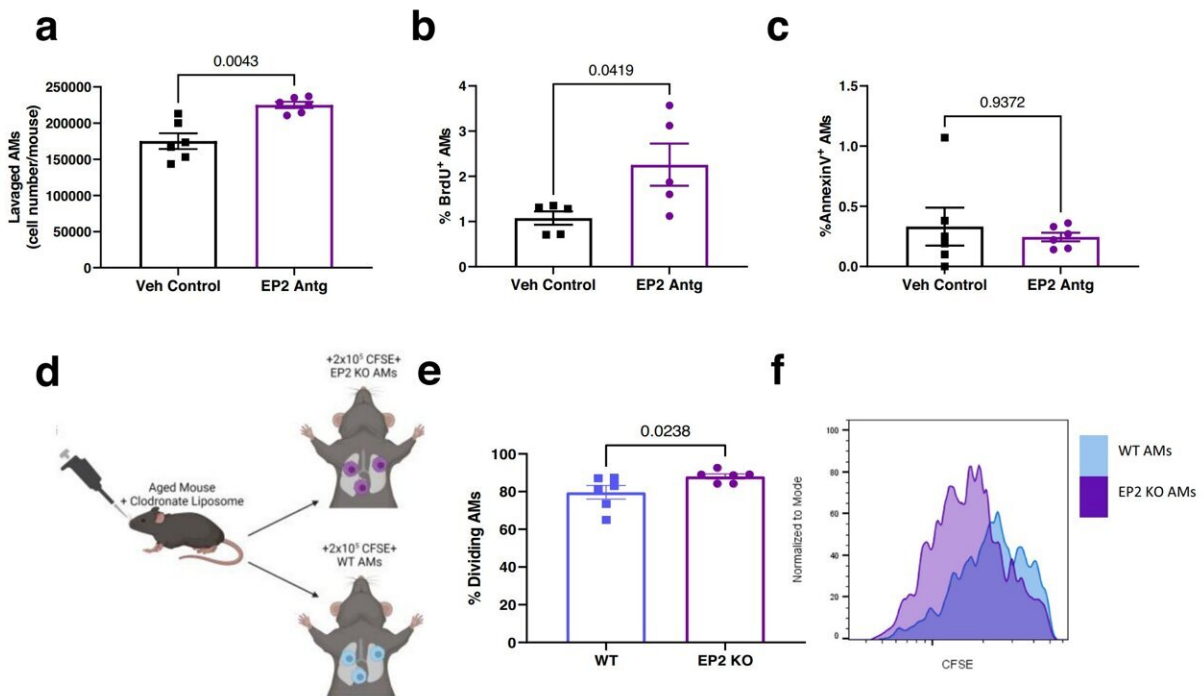 a
0.0043
250000
200000
150000
100000
50000
0
Lavaged AMs
(cell number/mouse)
Veh Control
EP2 Antg
b
0.0419
4
3
2
1
0
% BrdU⁺ AMs
Veh Control
EP2 Antg
c
0.9372
1.5
1.0
0.5
0.0
%AnnexinV⁺ AMs
Veh Control
EP2 Antg
d
Aged Mouse
+ Clodronate Liposome
+2x10⁵ CFSE+
EP2 KO AMs
+2x10⁵ CFSE+
WT AMs
e
0.0238
100
80
60
40
20
0
% Dividing AMs
WT
EP2 KO
f
100
80
60
40
20
0
Normalized to Mode
CFSE
WT AMs
EP2 KO AMs